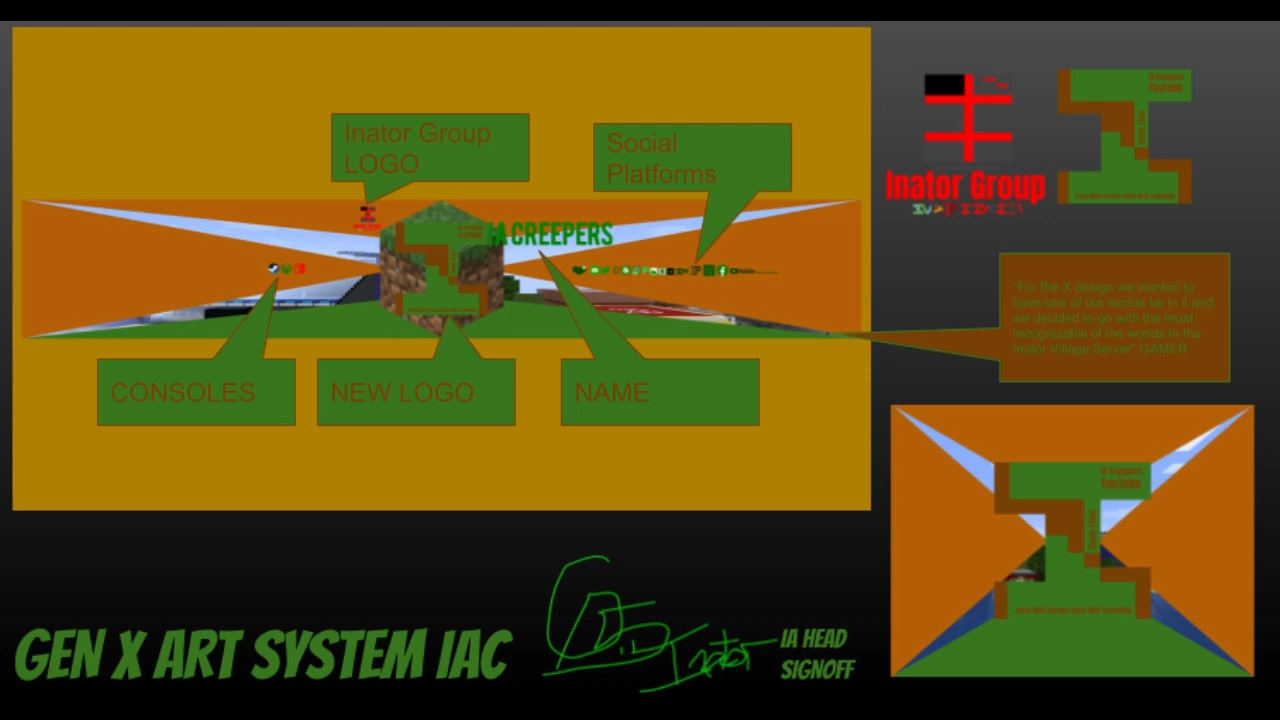 Inator Group
LOGO
Social
Platforms
Inator Group
IA Creepers
YouTube
IA CREEPERS
"For the X design we wanted to
have one of our worlds be in it and
we decided to go with the most
recognizable of the worlds in the
Inator Village Server" GAMER
CONSOLES
NEW LOGO
NAME
IA Creepers
YouTube
GEN X ART SYSTEM IAC
Inator
IA HEAD
SIGNOFF